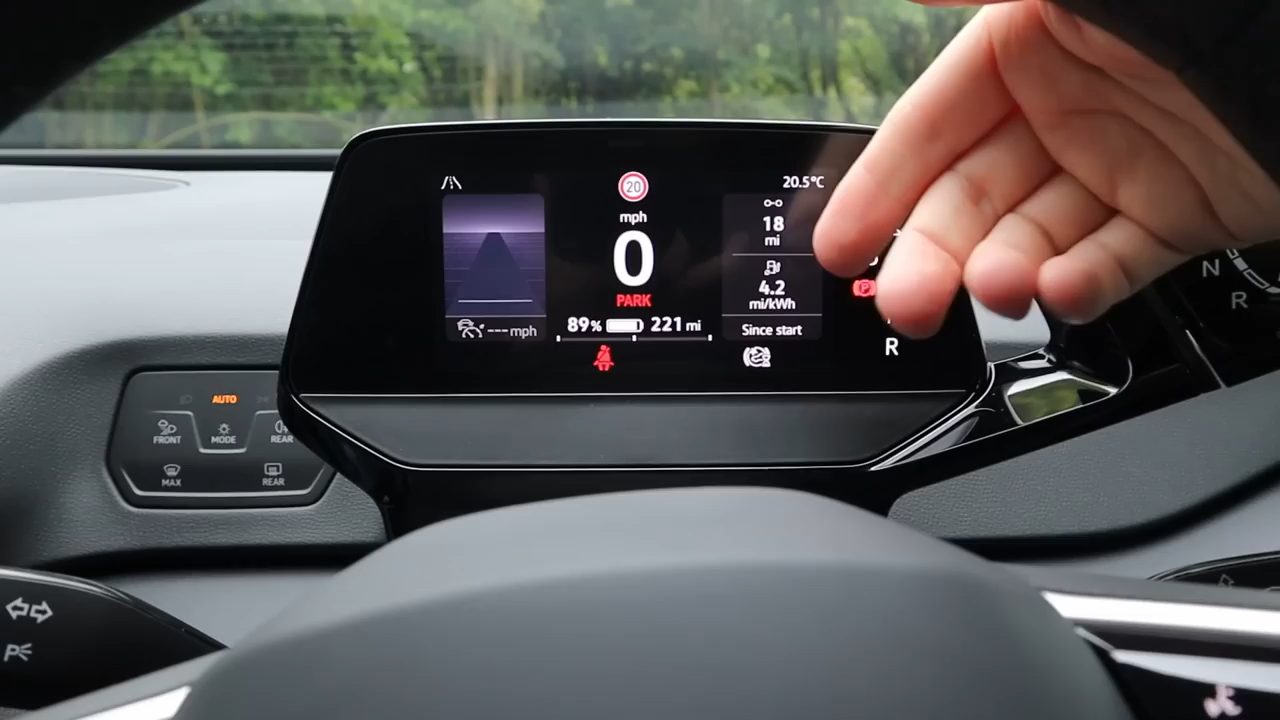 20
20.5°C
mph
0
PARK
18
mi
4.2
mi/kWh
Since start
--- mph
89% 221 mi
P
R
N
R
AUTO
FRONT
MODE
REAR
MAX
REAR
P